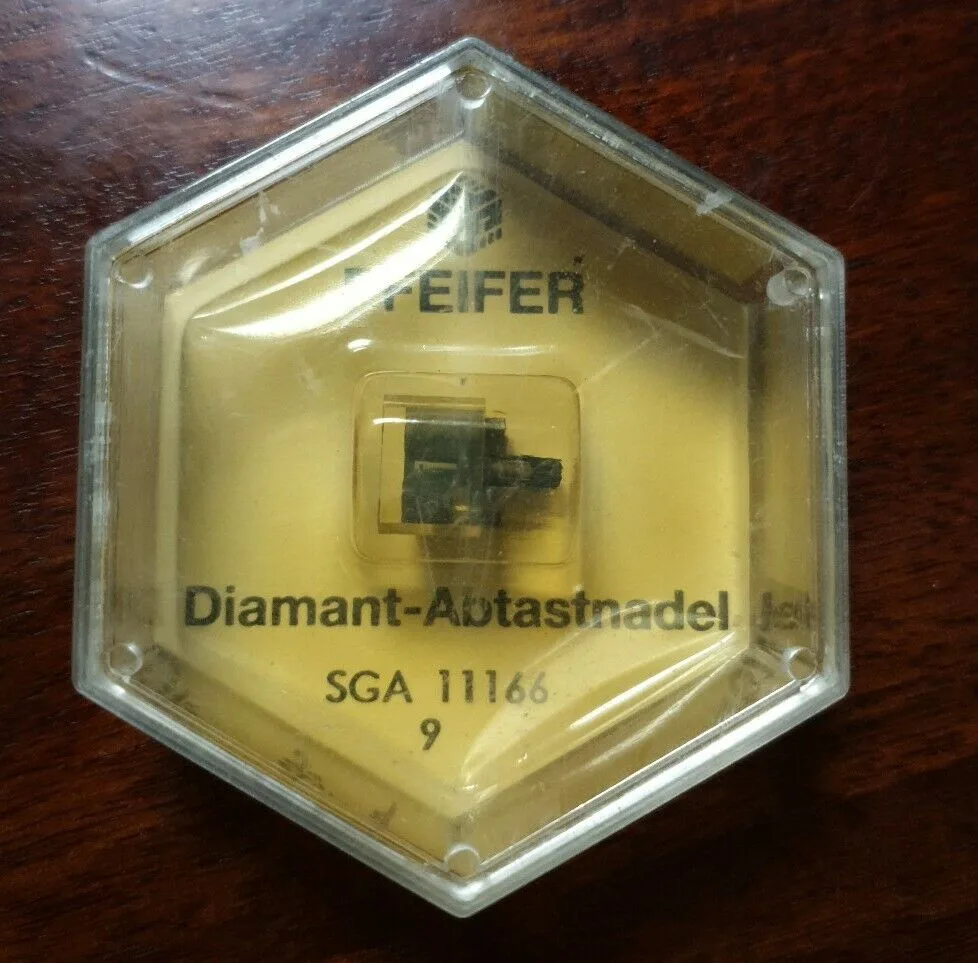 PFEIFER
Diamant-Abtastnadel
SGA 11166
9